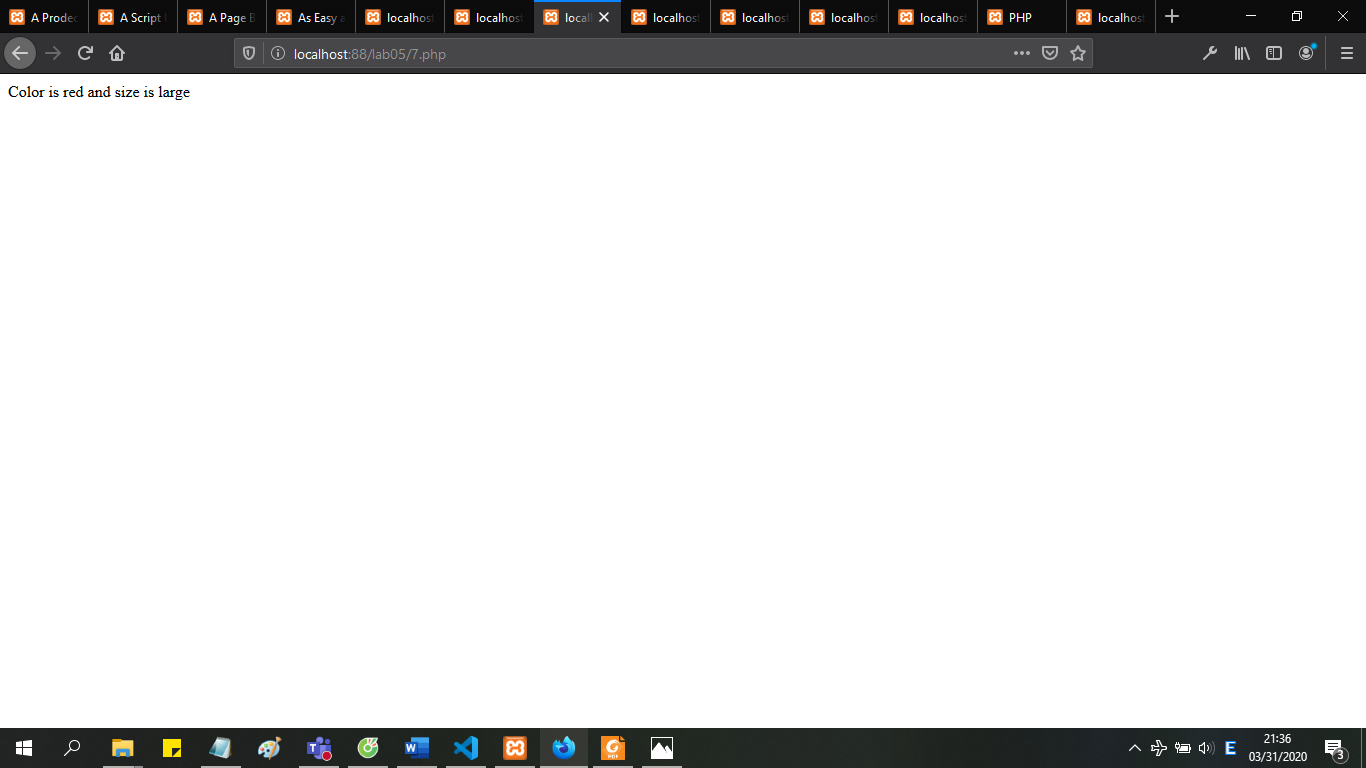 A Prodec
A Script
A Page B
As Easy a
localhost
localhost
local
localhost
localhost
localhost
localhost
PHP
localhost
localhost:88/lab05/7.php
Color is red and size is large
E
21:36
03/31/2020
3